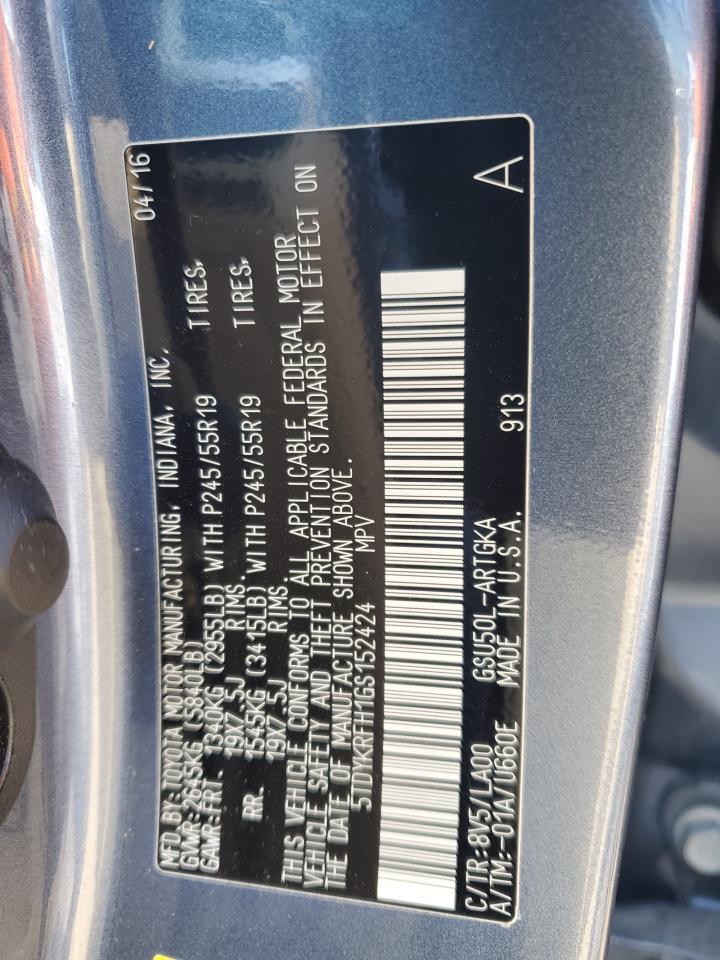 MFD.BY:TOYOTA MOTOR MANUFACTURING, INDIANA, INC. 04/16
GVWR:2645KG (5840LB)
GAWR:FRT. 1340KG (2955LB) WITH P245/55R19 TIRES,
19X7.5J RIMS.
RR. 1545KG (3415LB) WITH P245/55R19 TIRES,
19X7.5J RIMS
THIS VEHICLE CONFORMS TO ALL APPLICABLE FEDERAL MOTOR
VEHICLE SAFETY AND THEFT PREVENTION STANDARDS IN EFFECT ON
THE DATE OF MANUFACTURE SHOWN ABOVE.
5TDYKRFH1GS152424 MPV
C/TR:8V5/LA00 GSU50L-ARTGKA
A/TM:-01A/U660E MADE IN U.S.A. 913 A